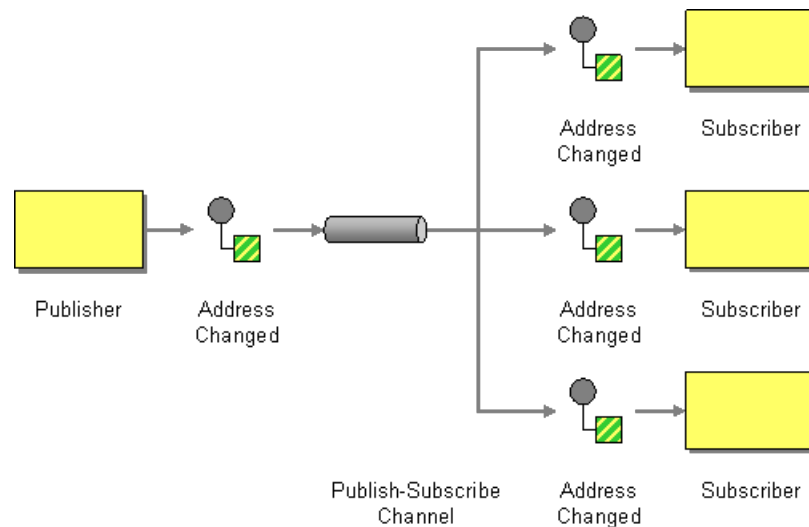 Address
Changed
Subscriber
Publisher
Address
Changed
Address
Changed
Subscriber
Publish-Subscribe
Channel
Address
Changed
Subscriber